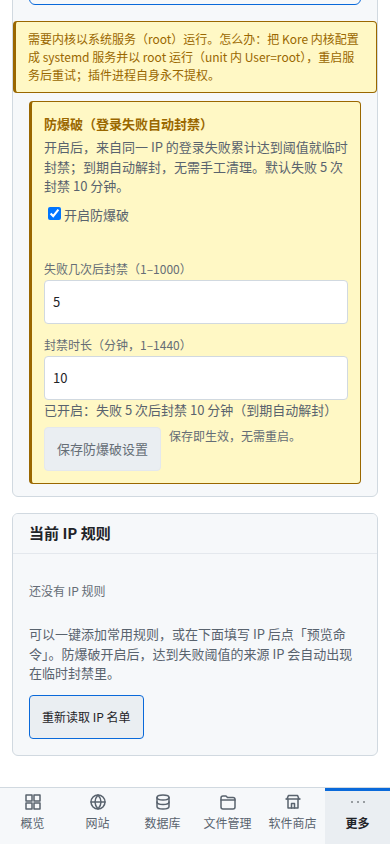 需要内核以系统服务（root）运行。怎么办：把 Kore 内核配置
成 systemd 服务并以 root 运行（unit 内 User=root），重启服
务后重试；插件进程自身永不提权。
防爆破（登录失败自动封禁）
开启后，来自同一 IP 的登录失败累计达到阈值就临时
封禁；到期自动解封，无需手工清理。默认失败 5 次
封禁 10 分钟。
开启防爆破
失败几次后封禁（1–1000）
5
封禁时长（分钟，1–1440）
10
已开启：失败 5 次后封禁 10 分钟（到期自动解封）
保存防爆破设置
保存即生效，无需重启。
当前 IP 规则
还没有 IP 规则
可以一键添加常用规则，或在下面填写 IP 后点「预览命
令」。防爆破开启后，达到失败阈值的来源 IP 会自动出现
在临时封禁里。
重新读取 IP 名单
概览
网站
数据库
文件管理
软件商店
更多